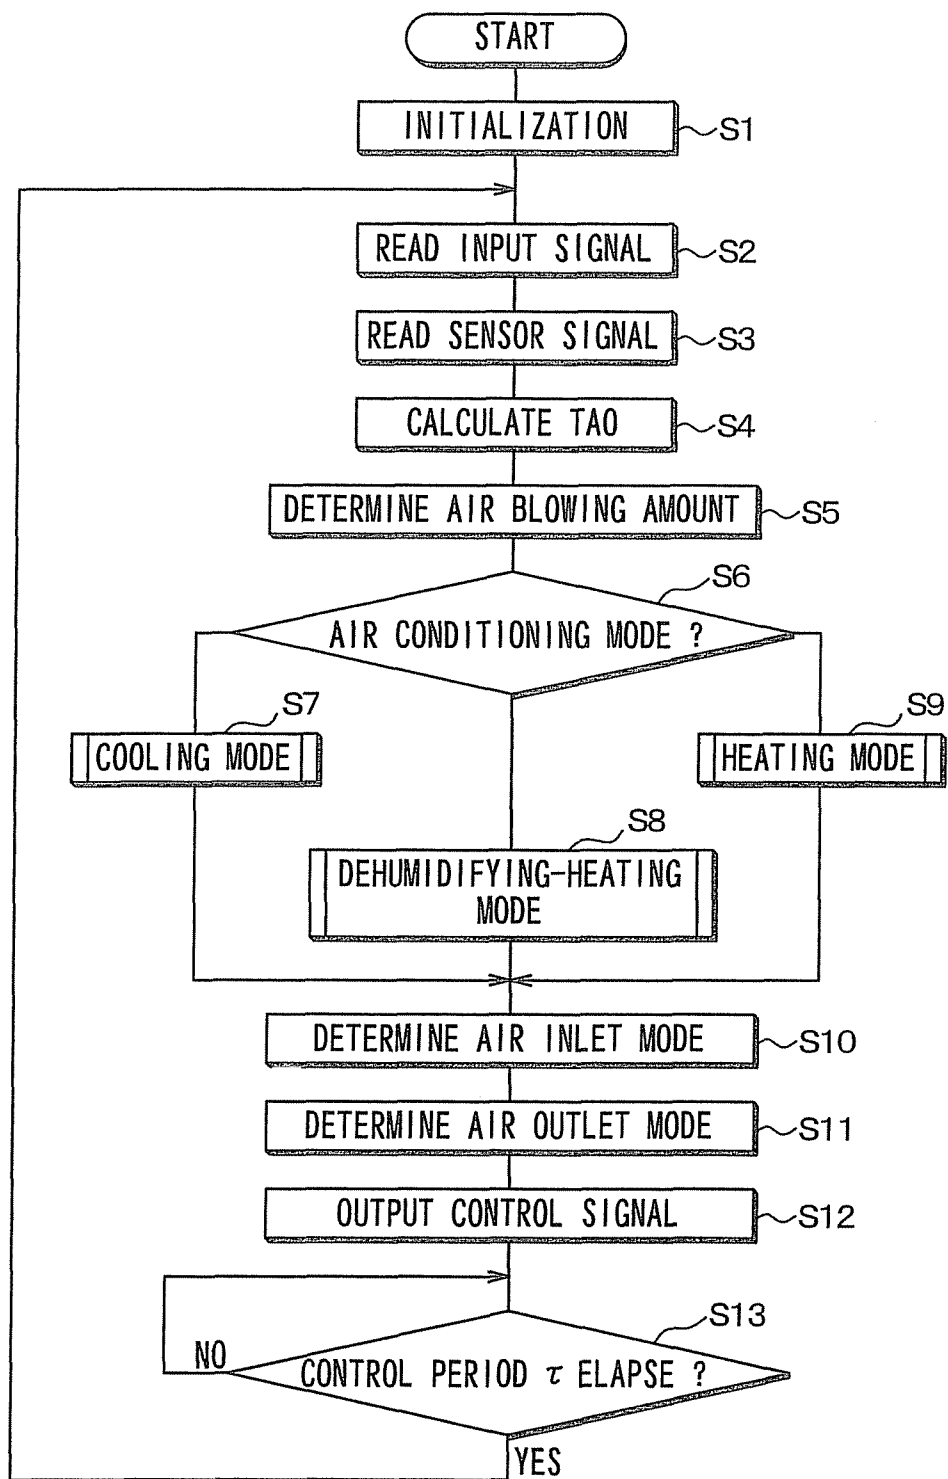 START
INITIALIZATION
S1
READ INPUT SIGNAL
S2
READ SENSOR SIGNAL
S3
CALCULATE TAO
S4
DETERMINE AIR BLOWING AMOUNT
S5
S6
AIR CONDITIONING MODE ?
S7
COOLING MODE
S9
HEATING MODE
S8
DEHUMIDIFYING-HEATING
MODE
DETERMINE AIR INLET MODE
S10
DETERMINE AIR OUTLET MODE
S11
OUTPUT CONTROL SIGNAL
S12
S13
NO
CONTROL PERIOD τ ELAPSE ?
YES